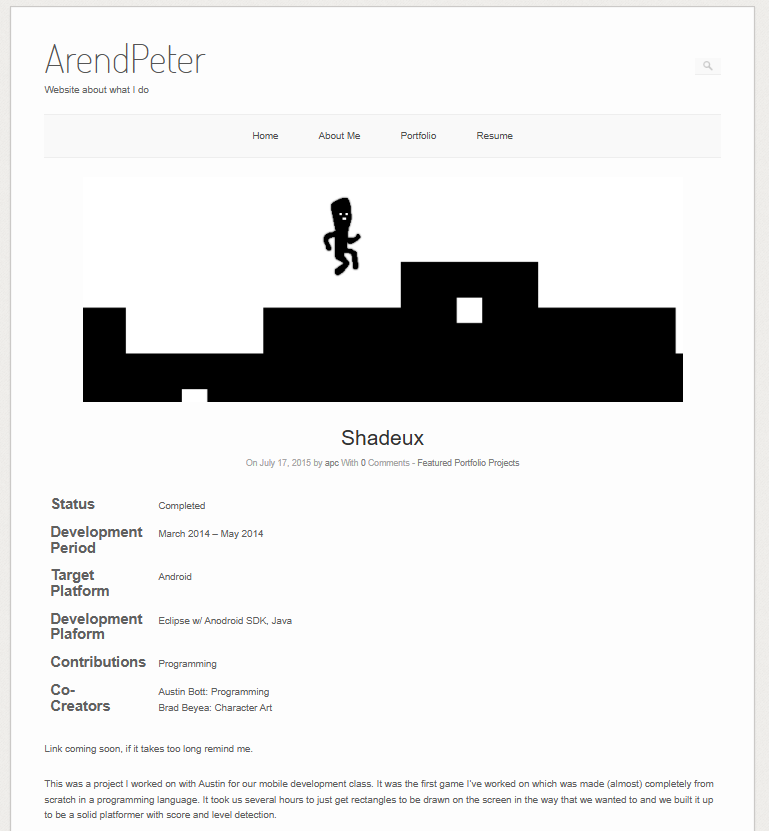 ArendPeter
Website about what I do
Home About Me Portfolio Resume
Shadeux
On July 17, 2015 by apc With 0 Comments - Featured Portfolio Projects
Status Completed
Development Period March 2014 – May 2014
Target Platform Android
Development Plaform Eclipse w/ Anodroid SDK, Java
Contributions Programming
Co-Creators Austin Bott: Programming
Brad Beyea: Character Art
Link coming soon, if it takes too long remind me.
This was a project I worked on with Austin for our mobile development class. It was the first game I've worked on which was made (almost) completely from
scratch in a programming language. It took us several hours to just get rectangles to be drawn on the screen in the way that we wanted to and we built it up
to be a solid platformer with score and level detection.